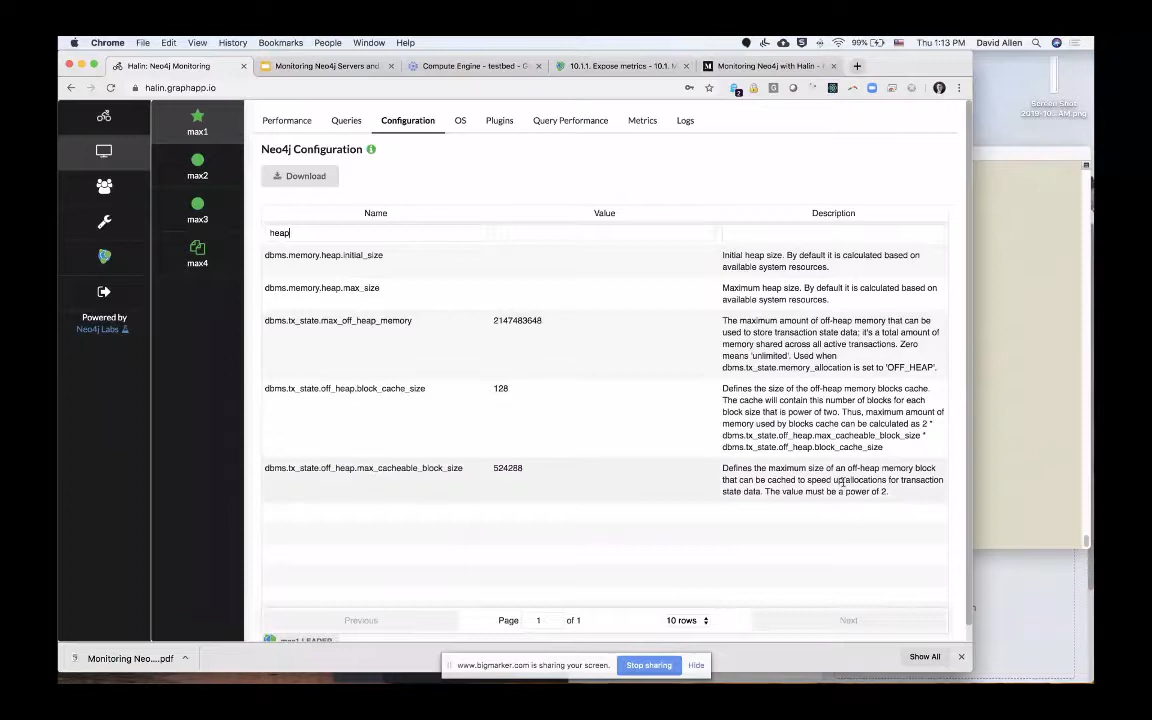 Chrome File Edit View History Bookmarks People Window Help 99% Thu 1:13 PM David Allen
Halin: Neo4j Monitoring
Monitoring Neo4j Servers and
Compute Engine - testbed - G
10.1.1. Expose metrics - 10.1. M
Monitoring Neo4j with Halin -
halin.graphapp.io
2
Screen Shot
2019-10...AM.png
max1
max2
max3
max4
Powered by
Neo4j Labs
Performance Queries Configuration OS Plugins Query Performance Metrics Logs
Neo4j Configuration
Download
Name Value Description
heap
dbms.memory.heap.initial_size
Initial heap size. By default it is calculated based on
available system resources.
dbms.memory.heap.max_size
Maximum heap size. By default it is calculated based on
available system resources.
dbms.tx_state.max_off_heap_memory 2147483648
The maximum amount of off-heap memory that can be
used to store transaction state data; it's a total amount of
memory shared across all active transactions. Zero
means 'unlimited'. Used when
dbms.tx_state.memory_allocation is set to 'OFF_HEAP'.
dbms.tx_state.off_heap.block_cache_size 128
Defines the size of the off-heap memory blocks cache.
The cache will contain this number of blocks for each
block size that is power of two. Thus, maximum amount of
memory used by blocks cache can be calculated as 2 *
dbms.tx_state.off_heap.max_cacheable_block_size *
dbms.tx_state.off_heap.block_cache_size
dbms.tx_state.off_heap.max_cacheable_block_size 524288
Defines the maximum size of an off-heap memory block
that can be cached to speed up allocations for transaction
state data. The value must be a power of 2.
Previous Page 1 of 1 10 rows Next
max1 LEADER
Monitoring Neo....pdf
www.bigmarker.com is sharing your screen. Stop sharing Hide
Show All